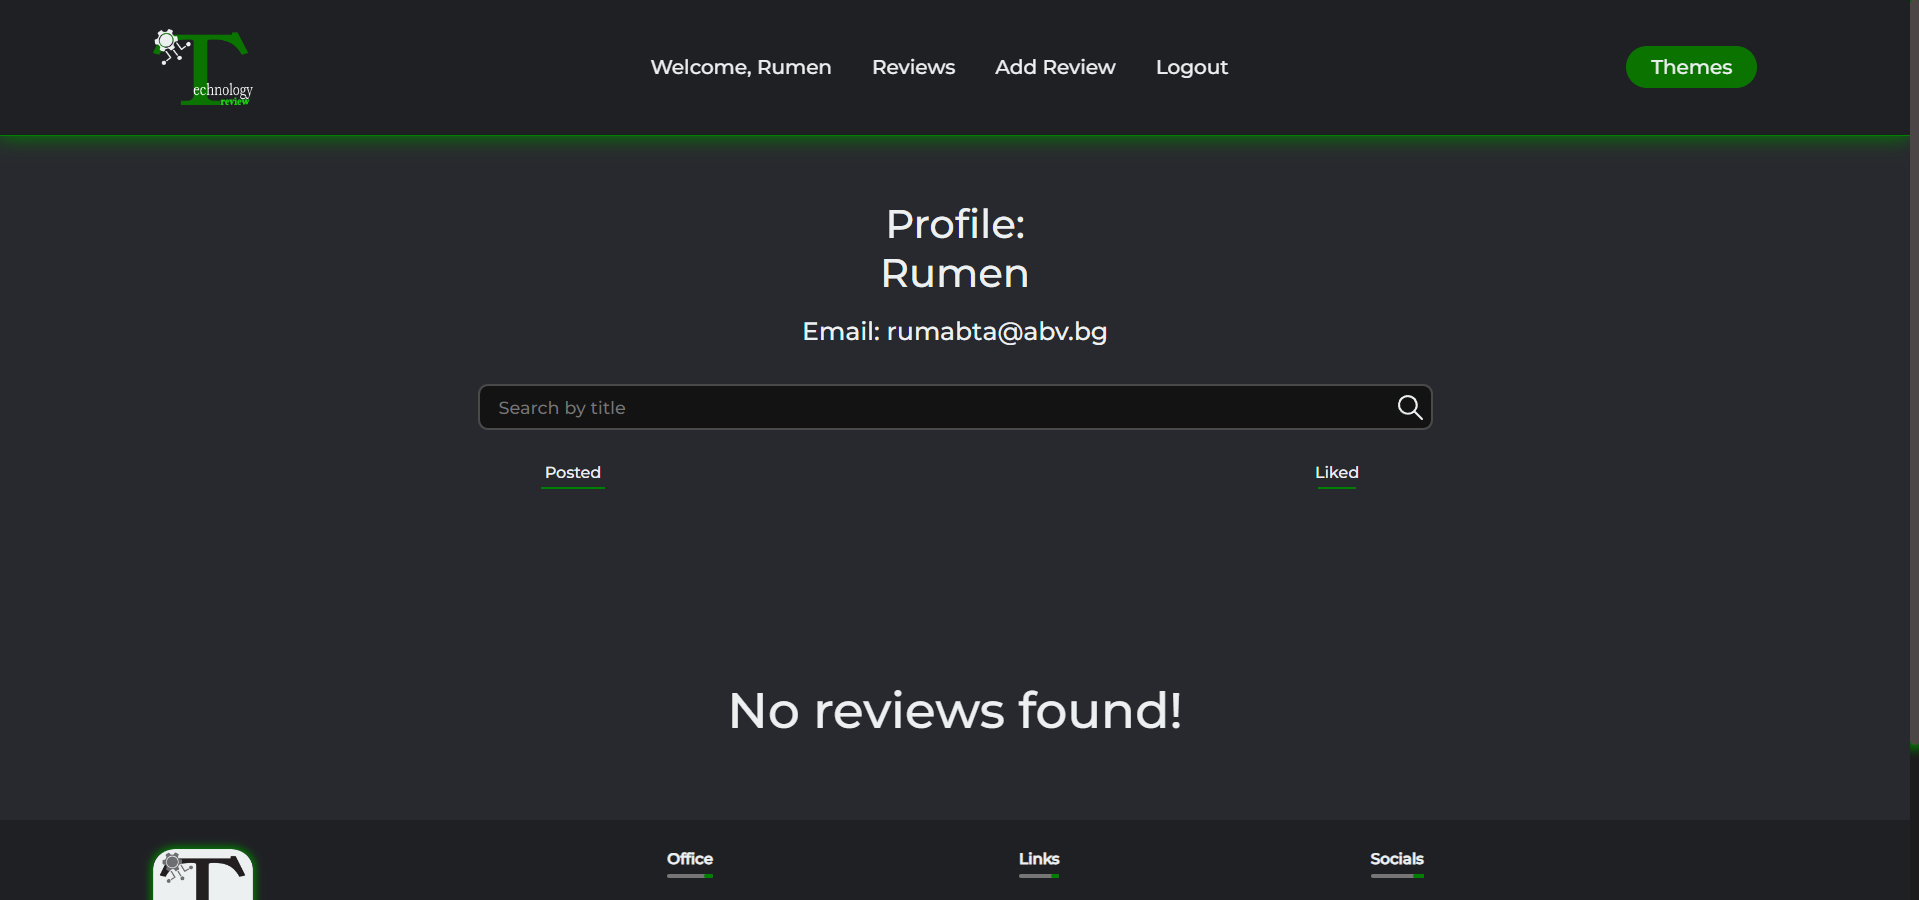 Technology
review
Welcome, Rumen
Reviews
Add Review
Logout
Themes
Profile:
Rumen
Email: rumabta@abv.bg
Search by title
Posted
Liked
No reviews found!
T
Office
Links
Socials